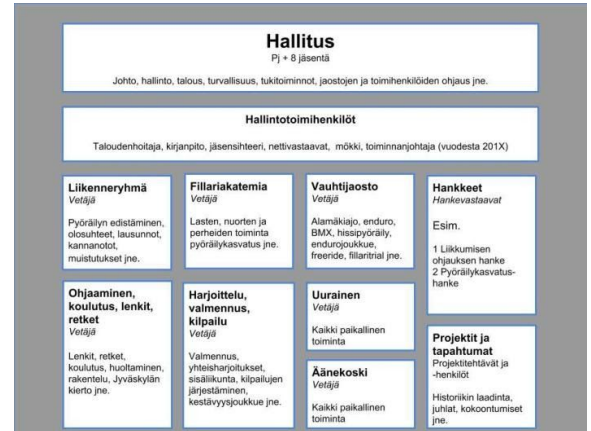 Hallitus
Pj + 8 jäsentä
Johto, hallinto, talous, turvallisuus, tukitoiminnot, jaostojen ja toimihenkilöiden ohjaus jne.
Hallintotoimihenkilöt
Taloudenhoitaja, kirjanpito, jäsensihteeri, nettivastaavat, mökki, toiminnanjohtaja (vuodesta 201X)
Liikenneryhmä
Vetäjä
Pyöräilyn edistäminen,
olosuhteet, lausunnot,
kannanotot,
muistutukset jne.
Fillariakatemia
Vetäjä
Lasten, nuorten ja
perheiden toiminta
pyöräilykasvatus jne.
Vauhtijaosto
Vetäjä
Alamäkiajo, enduro,
BMX, hissipyöräily,
endurojoukkue,
freeride, fillaritrial jne.
Hankkeet
Hankevastaavat
Esim.
1 Liikkumisen
ohjauksen hanke
2 Pyöräilykasvatus-
hanke
Ohjaaminen,
koulutus, lenkit,
retket
Vetäjä
Lenkit, retket,
koulutus, huoltaminen,
rakentelu, Jyväskylän
kierto jne.
Harjoittelu,
valmennus,
kilpailu
Vetäjä
Valmennus,
yhteisharjoitukset,
sisäliikunta, kilpailujen
järjestäminen,
kestävyysjoukkue jne.
Uurainen
Vetäjä
Kaikki paikallinen
toiminta
Äänekoski
Vetäjä
Kaikki paikallinen
toiminta
Projektit ja
tapahtumat
Projektitehtävät ja
-henkilöt
Historiikin laadinta,
juhlat, kokoontumiset
jne.